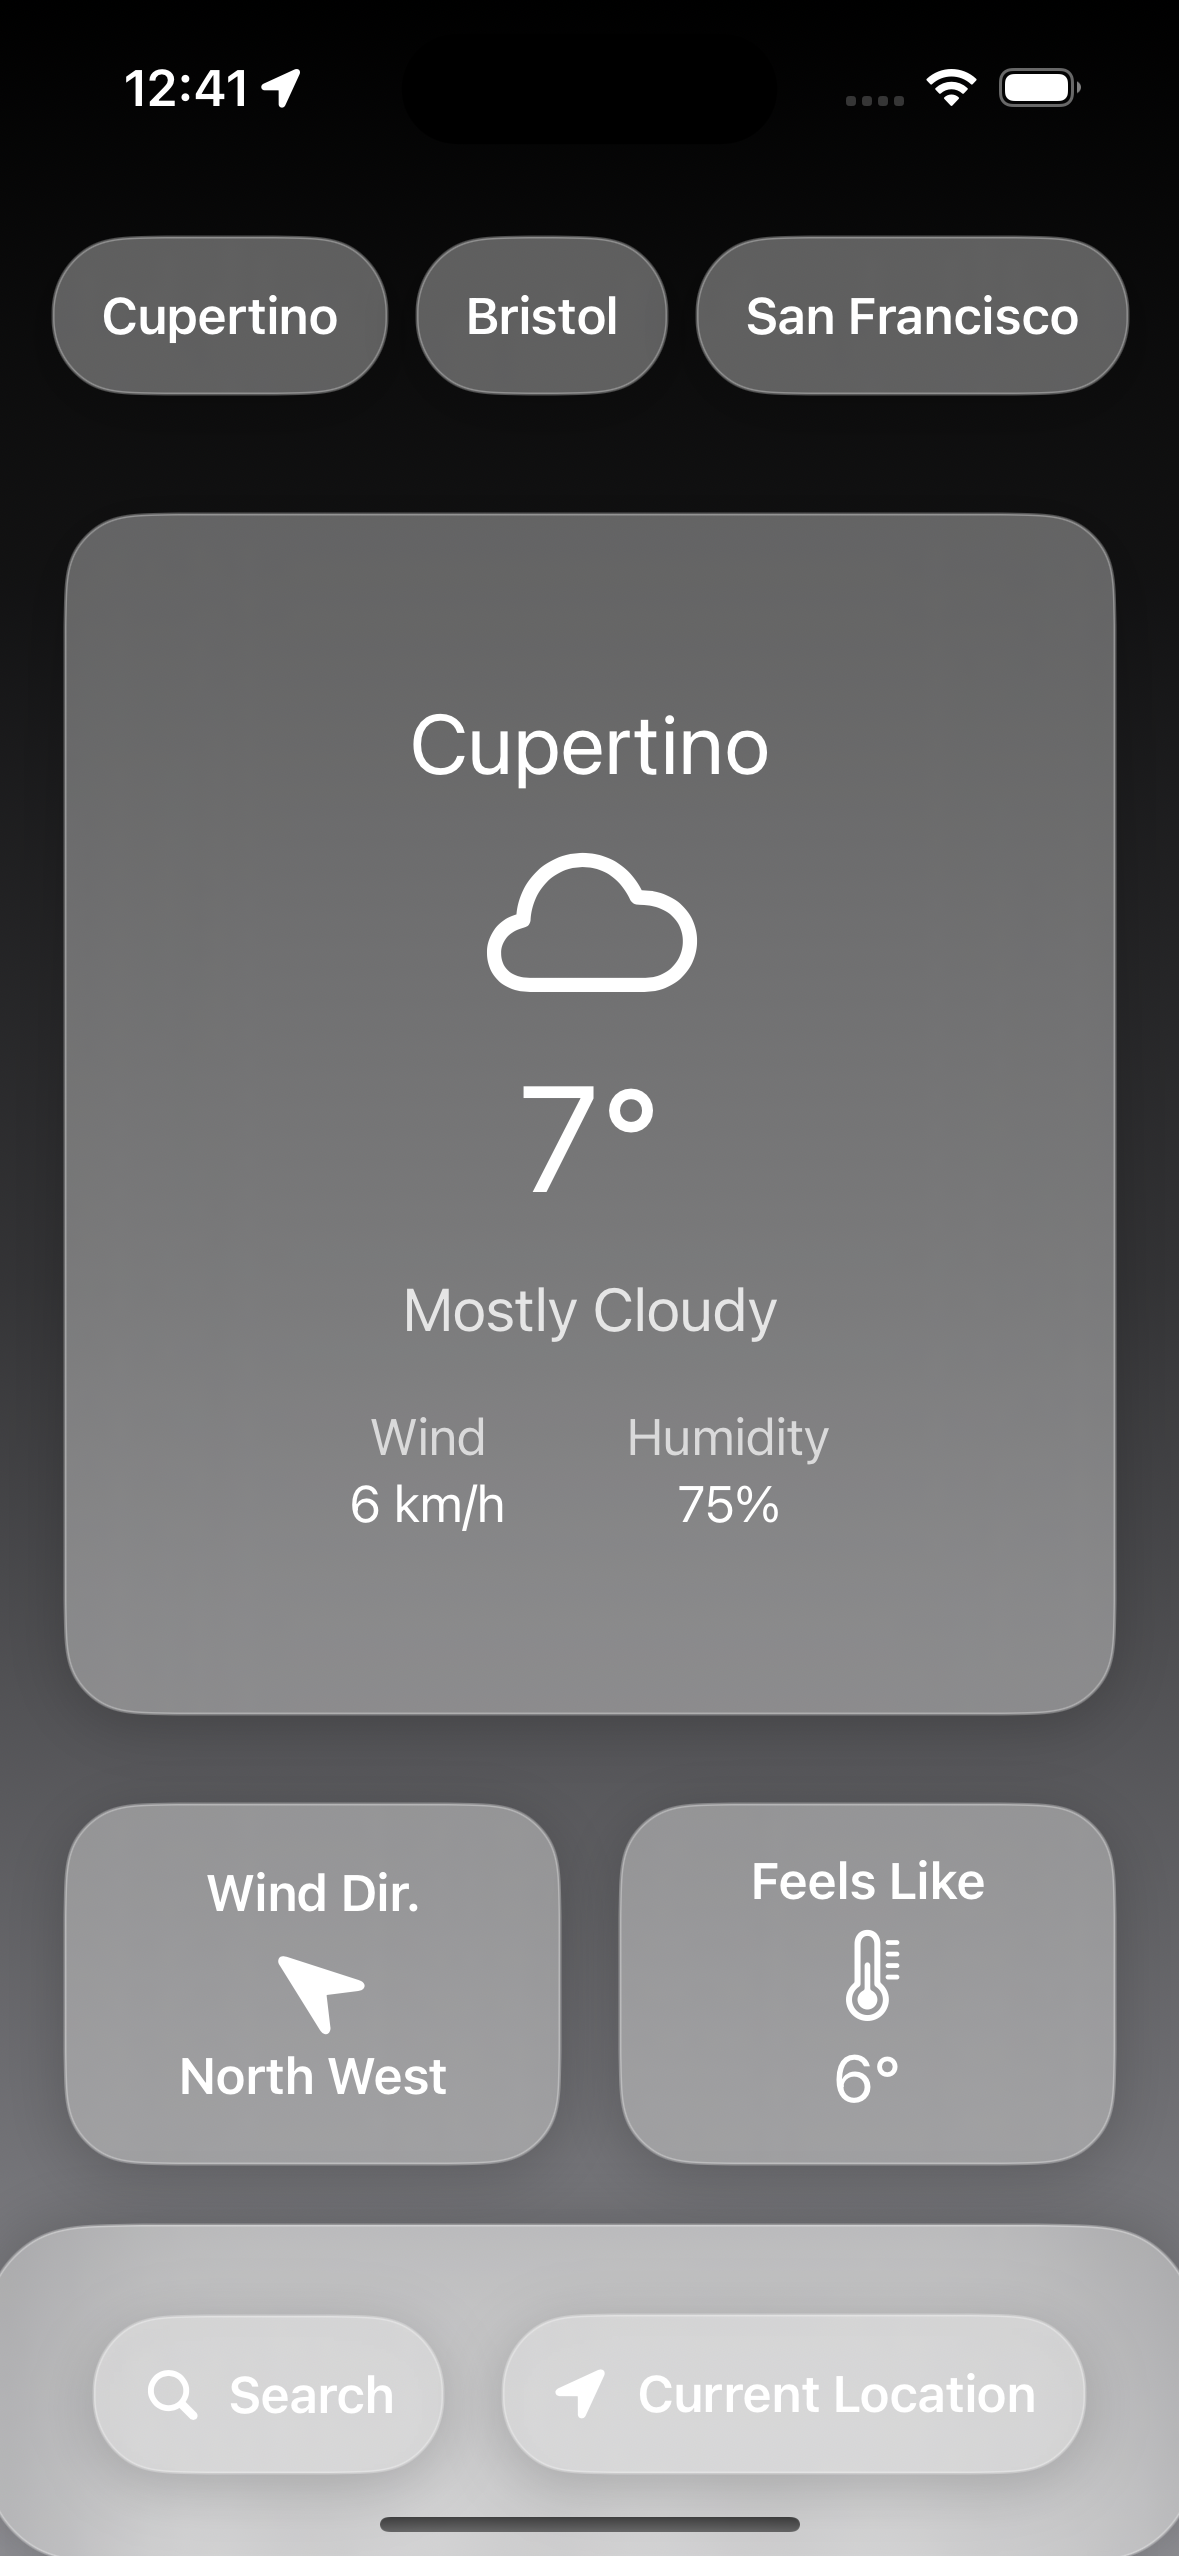 12:41
Cupertino Bristol San Francisco
Cupertino
7°
Mostly Cloudy
Wind Humidity
6 km/h 75%
Wind Dir. Feels Like
North West 6°
Search Current Location